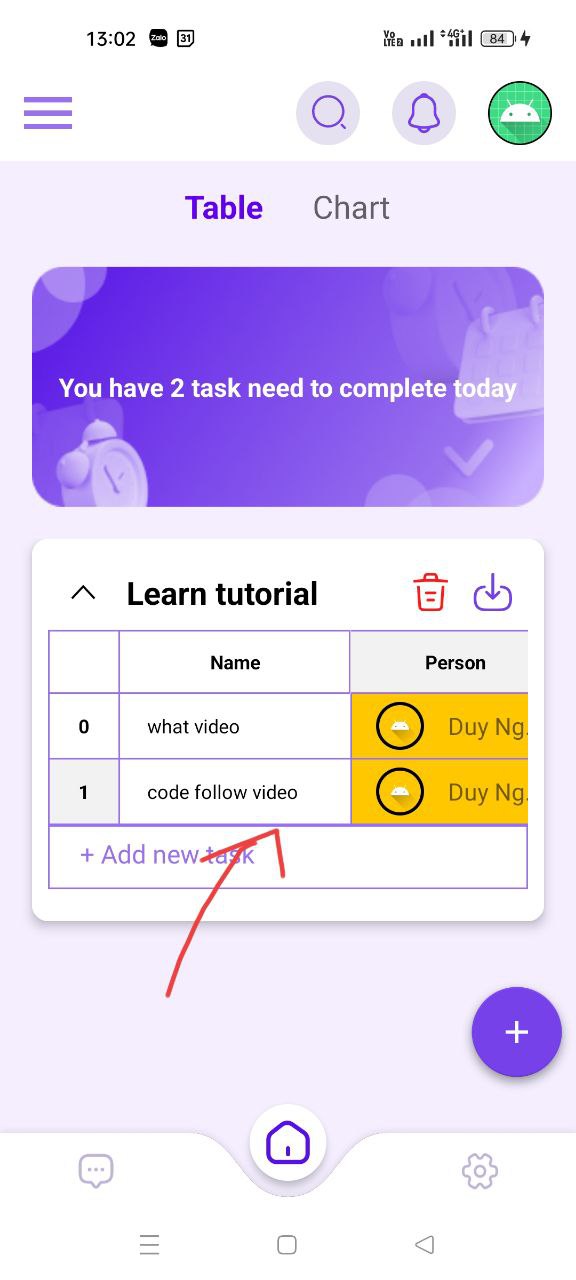 13:02 Zalo 31 Vo LTE2 4G+ 84
Table Chart
You have 2 task need to complete today
Learn tutorial
Name Person
0 what video Duy Ng.
1 code follow video Duy Ng.
+ Add new task
+